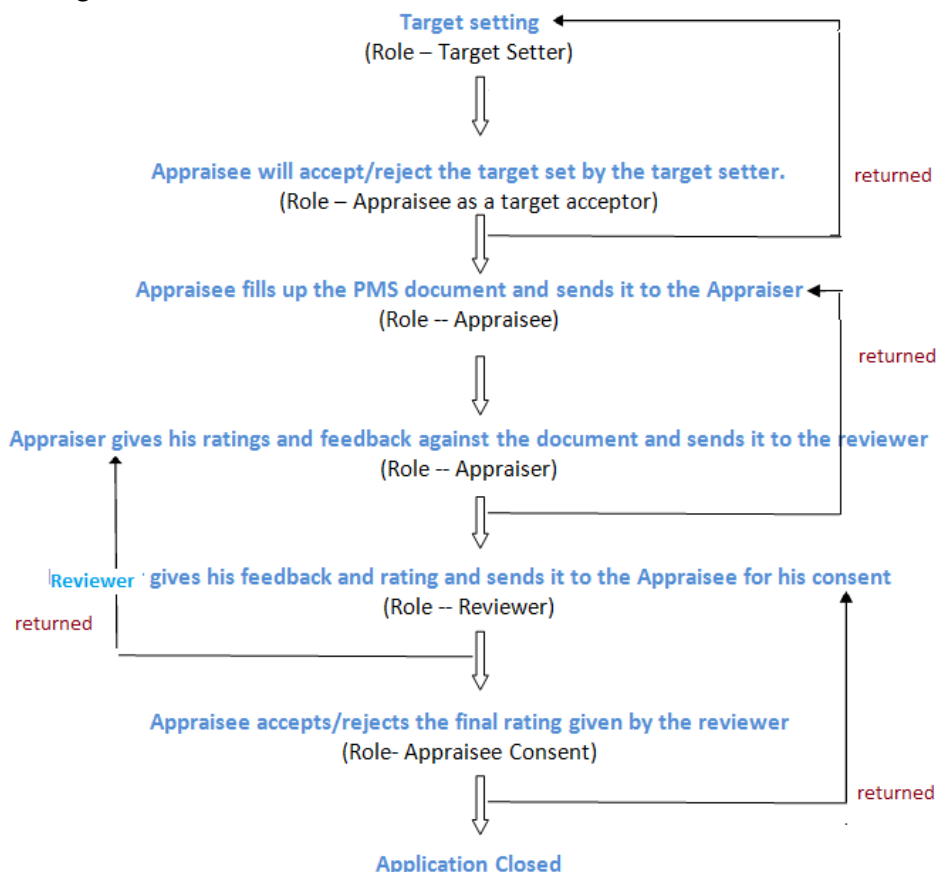 Target setting
(Role – Target Setter)
Appraisee will accept/reject the target set by the target setter.
returned
(Role – Appraisee as a target acceptor)
Appraisee fills up the PMS document and sends it to the Appraiser
(Role -- Appraisee)
returned
Appraiser gives his ratings and feedback against the document and sends it to the reviewer
(Role -- Appraiser)
Reviewer gives his feedback and rating and sends it to the Appraisee for his consent
(Role -- Reviewer)
returned
Appraisee accepts/rejects the final rating given by the reviewer
(Role- Appraisee Consent)
returned
Application Closed